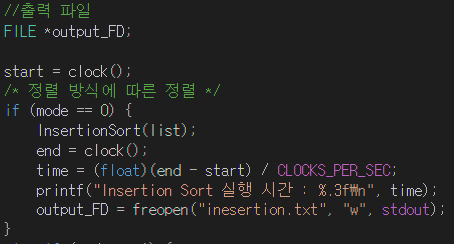 //출력 파일
FILE *output_FD;
start = clock();
/* 정렬 방식에 따른 정렬 */
if (mode == 0) {
InsertionSort(list);
end = clock();
time = (float)(end - start) / CLOCKS_PER_SEC;
printf("Insertion Sort 실행 시간 : %.3f₩n", time);
output_FD = freopen("inesertion.txt", "w", stdout);
}